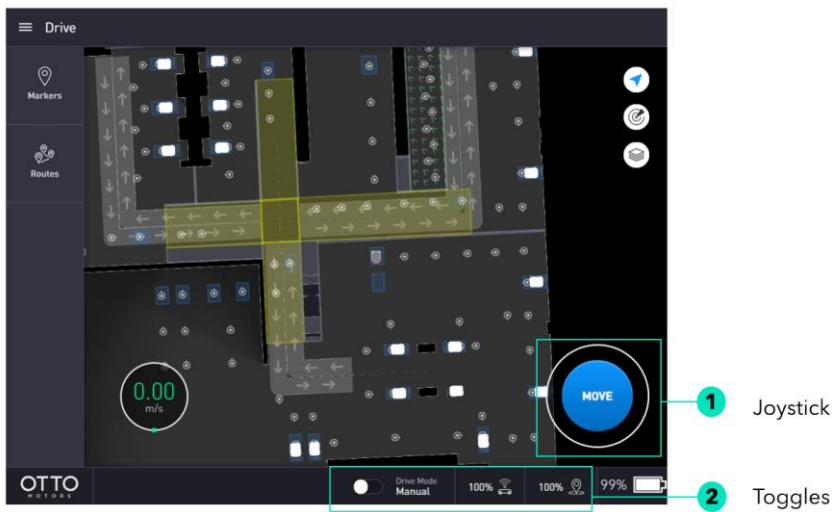 Drive
Markers
Routes
0.00
m/s
MOVE
1 Joystick
OTTO
MOTORS
Drive Mode
Manual
100%
100%
99%
2 Toggles